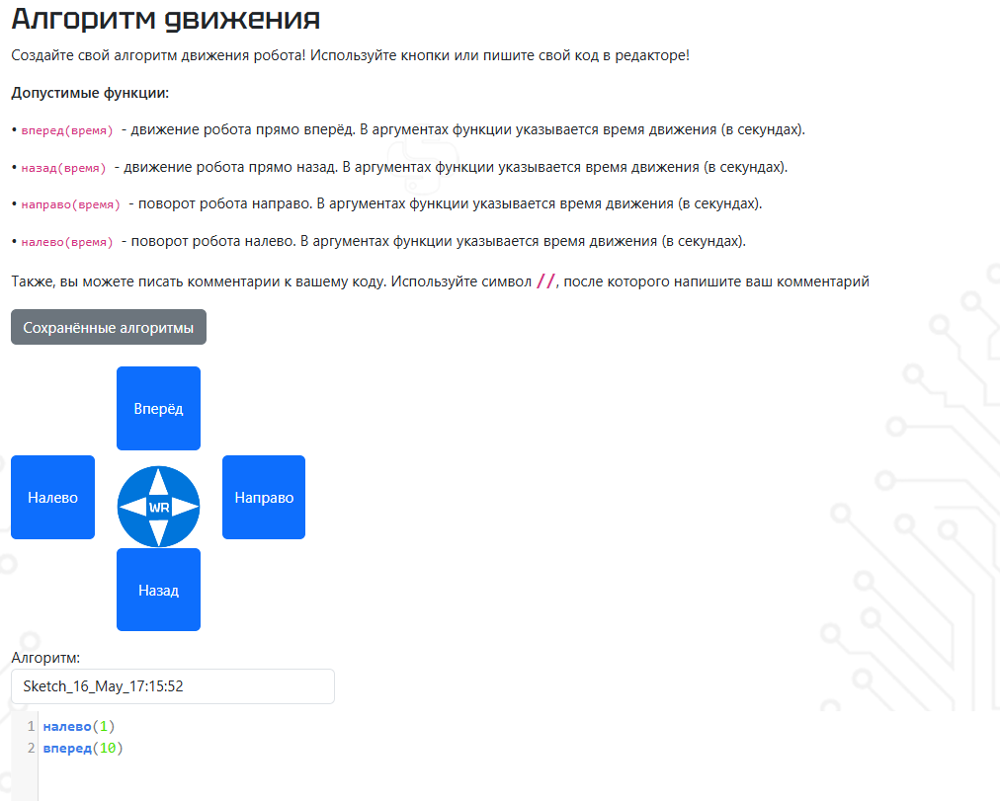 Алгоритм движения
Создайте свой алгоритм движения робота! Используйте кнопки или пишите свой код в редакторе!
Допустимые функции:
• вперед(время) - движение робота прямо вперёд. В аргументах функции указывается время движения (в секундах).
• назад(время) - движение робота прямо назад. В аргументах функции указывается время движения (в секундах).
• направо(время) - поворот робота направо. В аргументах функции указывается время движения (в секундах).
• налево(время) - поворот робота налево. В аргументах функции указывается время движения (в секундах).
Также, вы можете писать комментарии к вашему коду. Используйте символ //, после которого напишите ваш комментарий
Сохранённые алгоритмы
Вперёд
Налево
WR
Направо
Назад
Алгоритм:
Sketch_16_May_17:15:52
1 налево(1)
2 вперед(10)